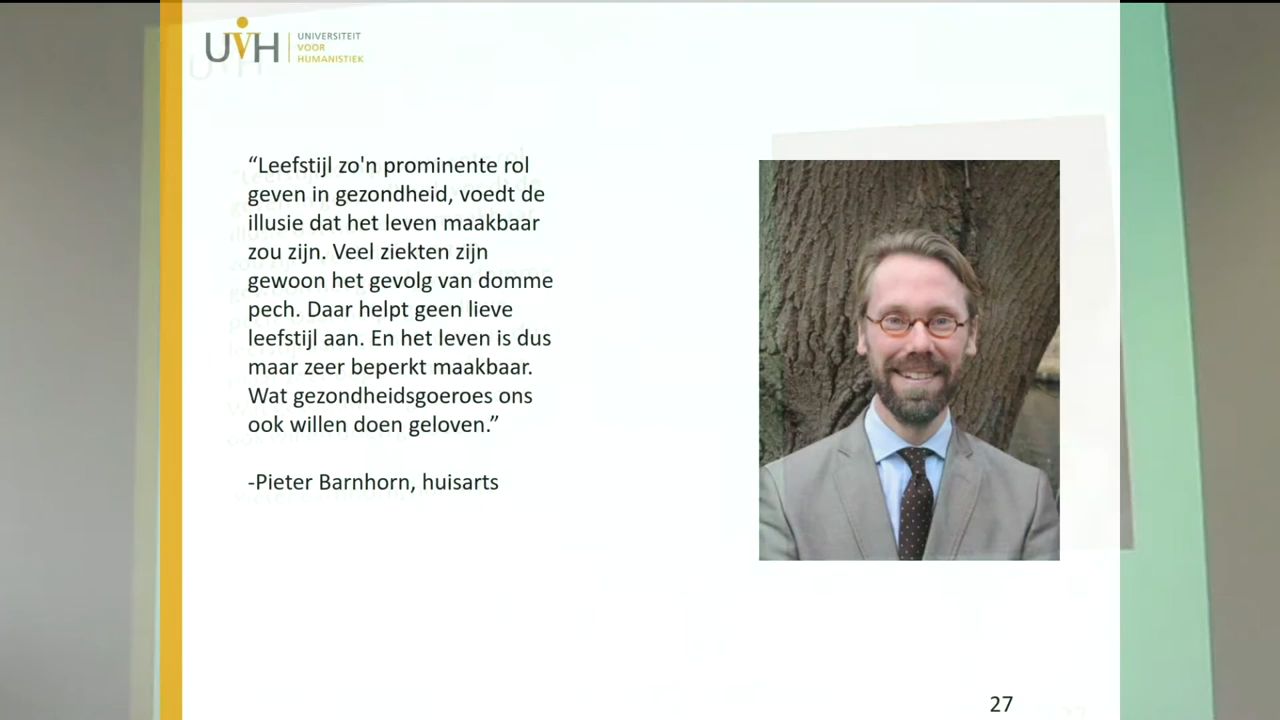 UVH
UNIVERSITEIT
VOOR
HUMANISTIEK
“Leefstijl zo'n prominente rol
geven in gezondheid, voedt de
illusie dat het leven maakbaar
zou zijn. Veel ziekten zijn
gewoon het gevolg van domme
pech. Daar helpt geen lieve
leefstijl aan. En het leven is dus
maar zeer beperkt maakbaar.
Wat gezondheidsgoeroes ons
ook willen doen geloven.”
-Pieter Barnhorn, huisarts
27